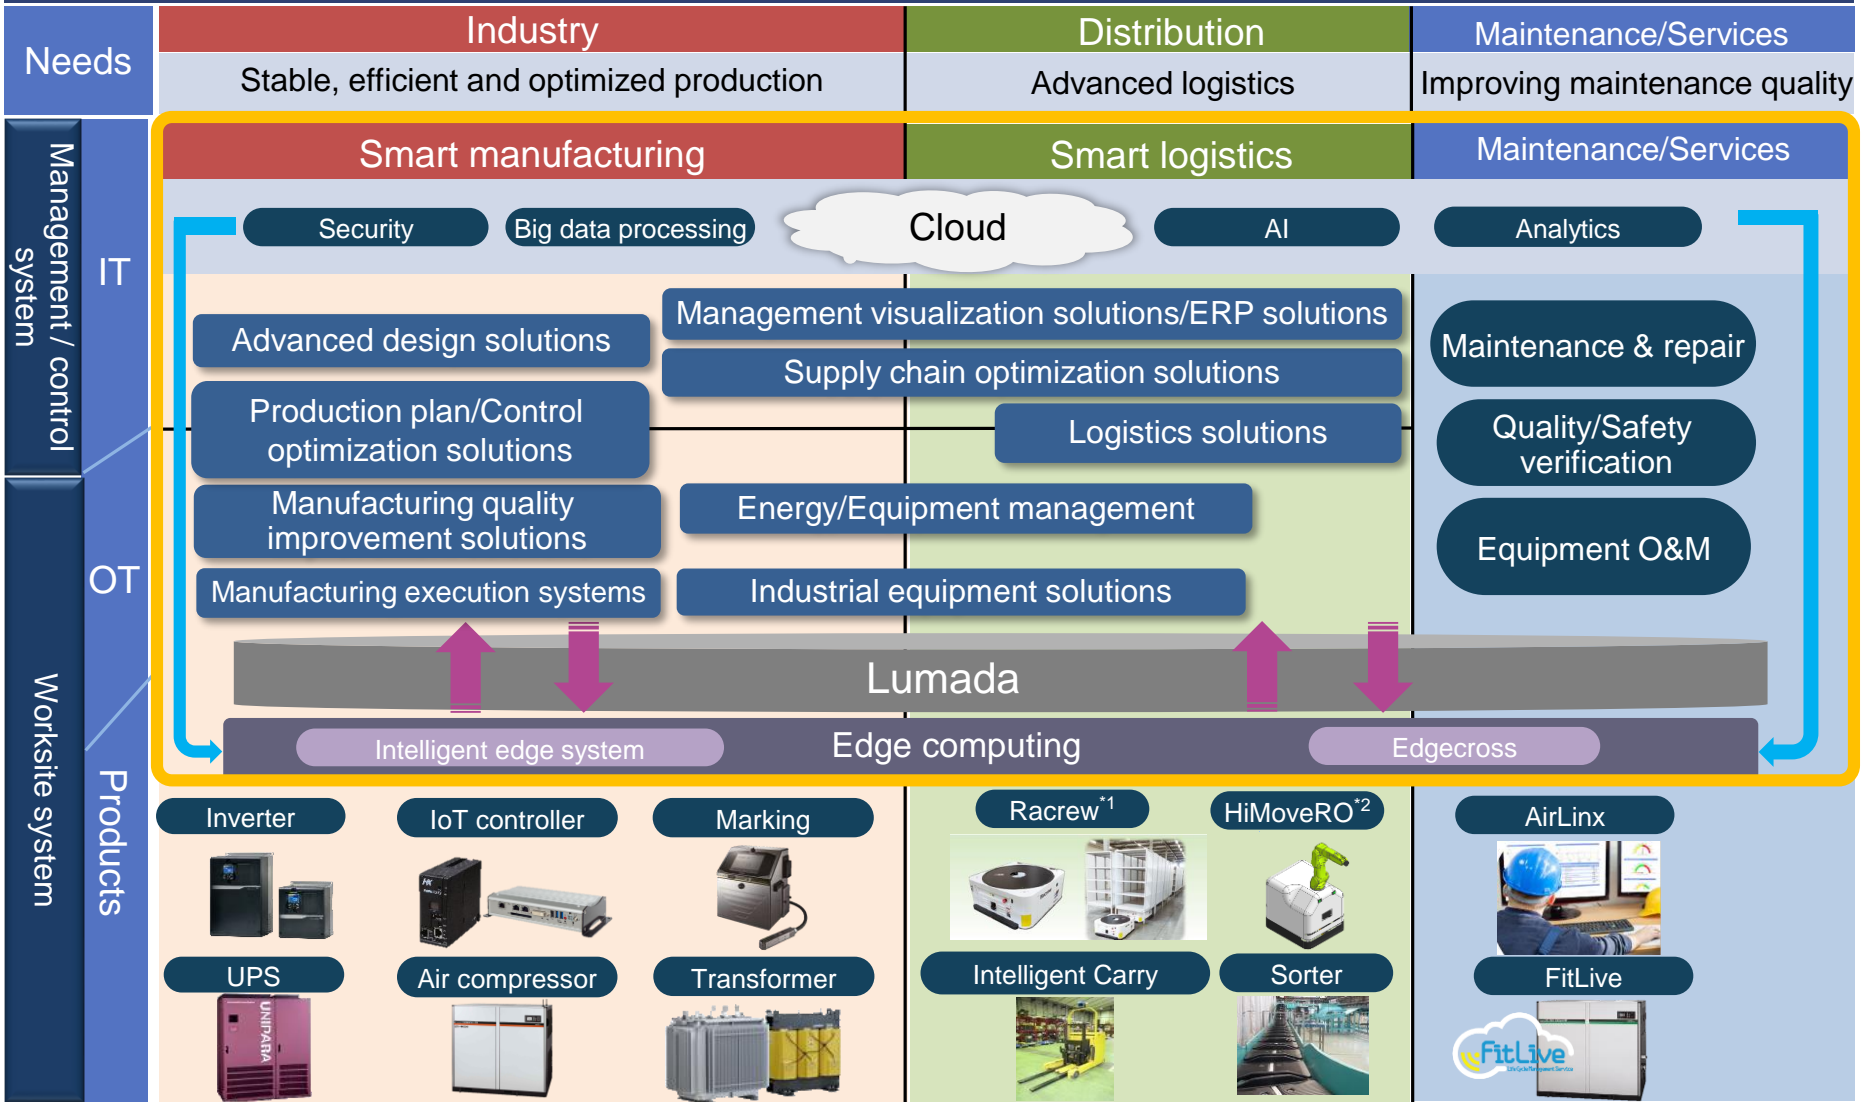 Needs
Industry
Distribution
Maintenance/Services
Stable, efficient and optimized production
Advanced logistics
Improving maintenance quality
Management / control
system
IT
Smart manufacturing
Smart logistics
Maintenance/Services
Security
Big data processing
Cloud
AI
Analytics
Advanced design solutions
Management visualization solutions/ERP solutions
Supply chain optimization solutions
Production plan/Control
optimization solutions
Logistics solutions
Maintenance & repair
Quality/Safety
verification
Equipment O&M
Worksite system
OT
Manufacturing quality
improvement solutions
Energy/Equipment management
Manufacturing execution systems
Industrial equipment solutions
Lumada
Edge computing
Intelligent edge system
Edgecross
Products
Inverter
IoT controller
Marking
Racrew*1
HiMoveRO*2
AirLinx
UPS
Air compressor
Transformer
Intelligent Carry
Sorter
FitLive
UNIPARA
FitLive
Life Cycle Management Service